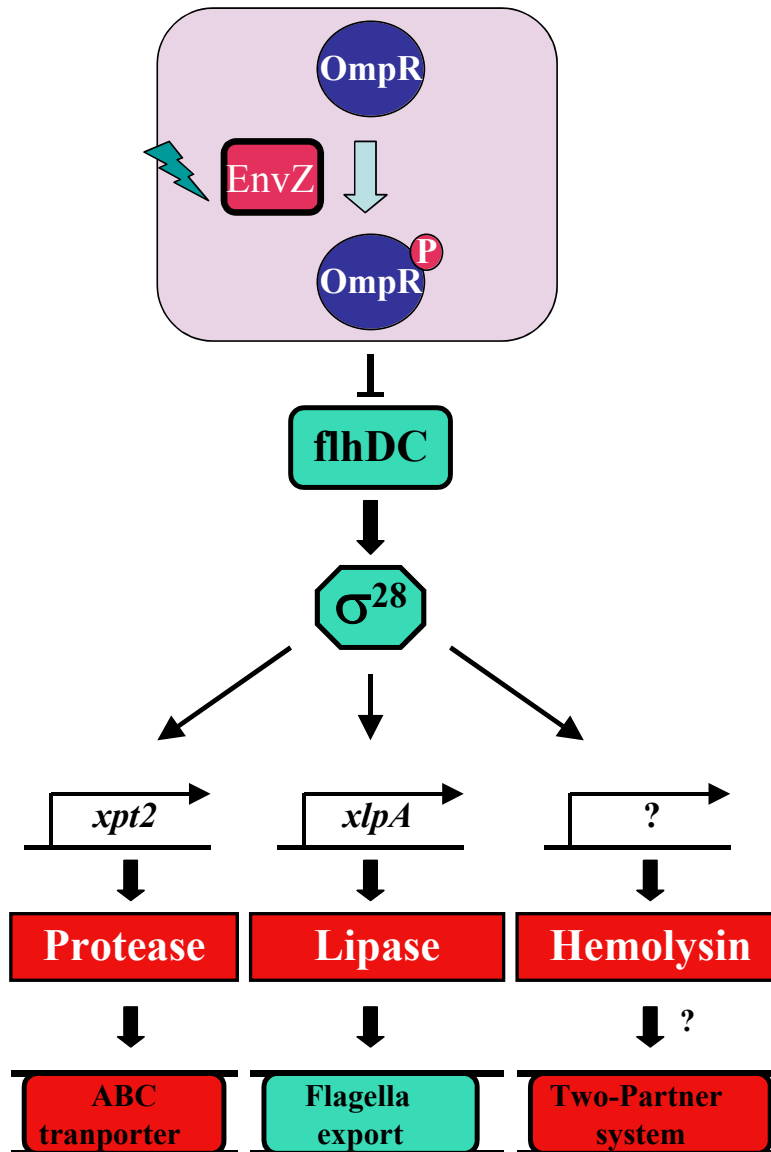 OmpR
EnvZ
P
OmpR
flhDC
σ28
xpt2
xlpA
?
Protease
Lipase
Hemolysin
?
ABC
tranporter
Flagella
export
Two-Partner
system